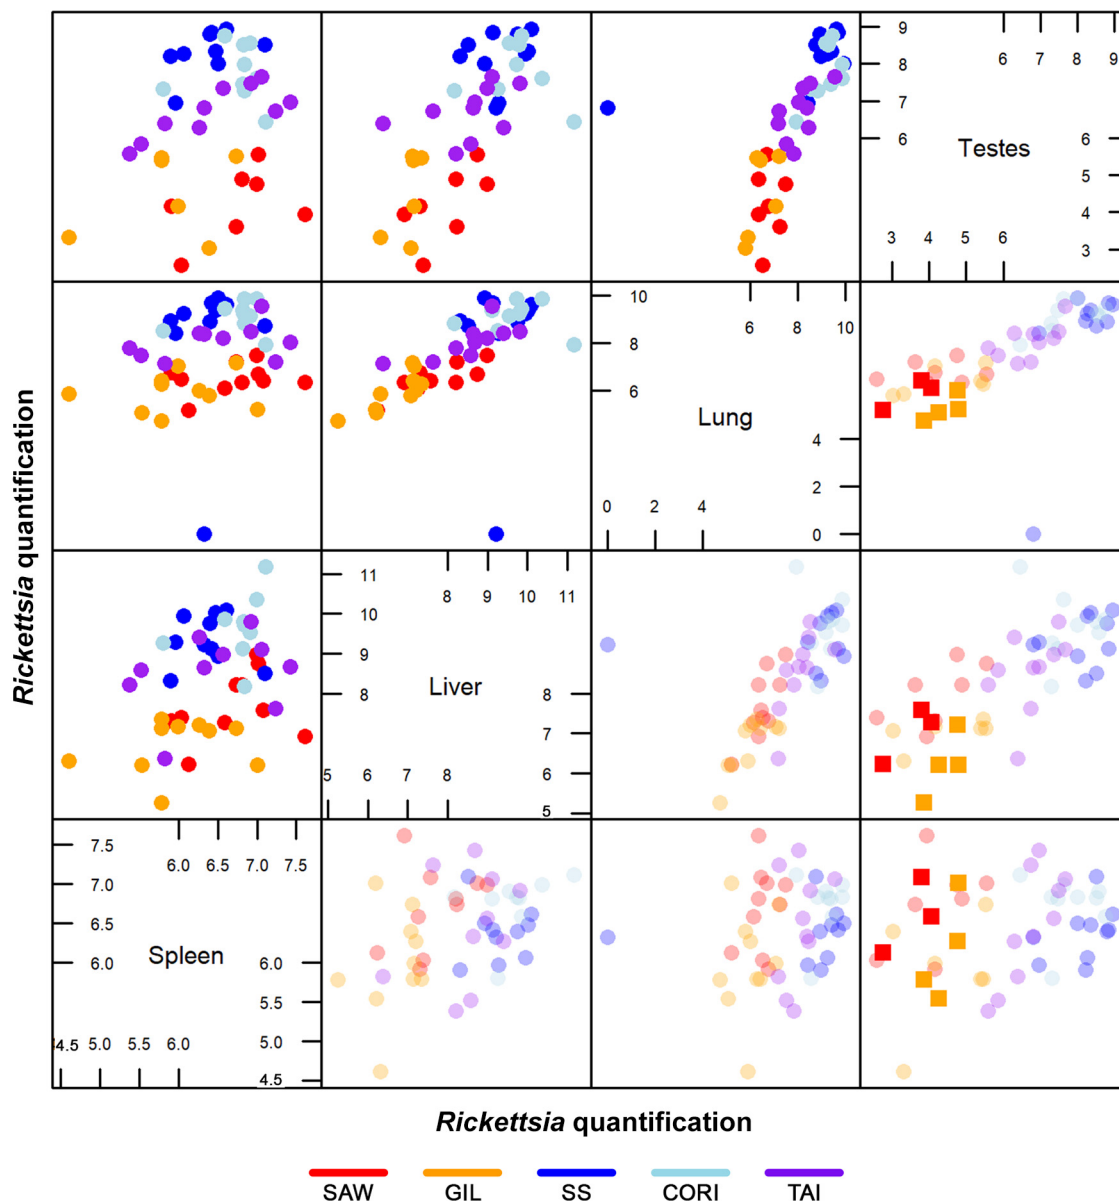 9
8
7
6
6 7 8 9
Testes
6
5
4
3
3 4 5 6
6 8 10
10
8
6
Lung
4
2
0
0 2 4
11
10
9
8
8 9 10 11
Liver
8
7
6
5
5 6 7 8
7.5
7.0
6.5
6.0
6.0 6.5 7.0 7.5
Spleen
6.0
5.5
5.0
4.5
4.5 5.0 5.5 6.0
Rickettsia quantification
Rickettsia quantification
SAW GIL SS CORI TAI